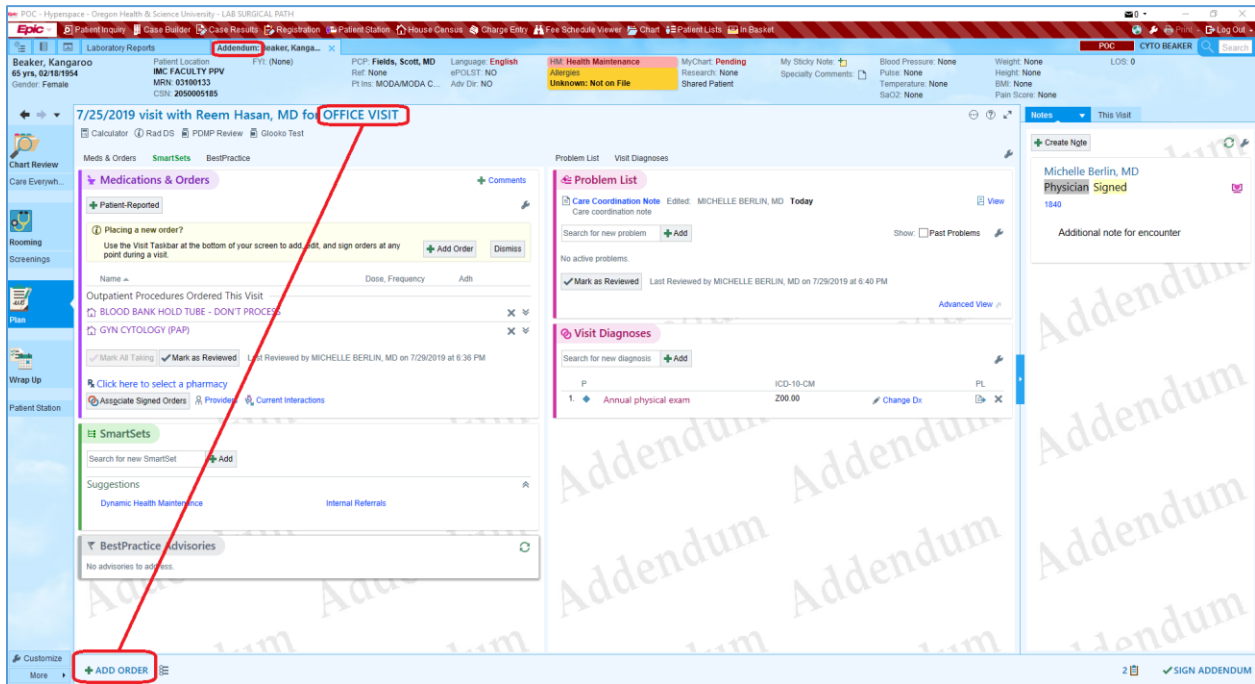 POC - Hyperspace - Oregon Health & Science University - LAB SURGICAL PATH
0
Epic Patient Inquiry Case Builder Case Results Registration Patient Station House Census Charge Entry Fee Schedule Viewer Chart Patient Lists In Basket Print Log Out
Laboratory Reports Addendum: Beaker, Kanga... POC CYTO BEAKER Search
Beaker, Kangaroo
65 yrs, 02/18/1954
Gender: Female
Patient Location
IMC FACULTY PPV
MRN: 03100133
CSN: 2050005185
FYI: (None)
PCP: Fields, Scott, MD
Ref: None
Pt Ins: MODA/MODA C...
Language: English
ePOLST: NO
Adv Dir: NO
HM: Health Maintenance
Allergies
Unknown: Not on File
MyChart: Pending
Research: None
Shared Patient
My Sticky Note:
Specialty Comments:
Blood Pressure: None
Pulse: None
Temperature: None
SaO2: None
Weight: None
Height: None
BMI: None
Pain Score: None
LOS: 0
Chart Review
Care Everywh...
Rooming
Screenings
Plan
Wrap Up
Patient Station
Customize
More
7/25/2019 visit with Reem Hasan, MD for OFFICE VISIT
Calculator Rad DS PDMP Review Glooko Test
Meds & Orders SmartSets BestPractice
Medications & Orders
Comments
Patient-Reported
Placing a new order?
Use the Visit Taskbar at the bottom of your screen to add, edit, and sign orders at any
point during a visit.
Add Order Dismiss
Name Dose, Frequency Adh
Outpatient Procedures Ordered This Visit
BLOOD BANK HOLD TUBE - DON'T PROCESS
GYN CYTOLOGY (PAP)
Mark All Taking Mark as Reviewed Last Reviewed by MICHELLE BERLIN, MD on 7/29/2019 at 6:36 PM
Click here to select a pharmacy
Associate Signed Orders Providers Current Interactions
SmartSets
Search for new SmartSet Add
Suggestions
Dynamic Health Maintenance Internal Referrals
BestPractice Advisories
No advisories to address.
Problem List Visit Diagnoses
Problem List
Care Coordination Note Edited: MICHELLE BERLIN, MD Today View
Care coordination note
Search for new problem Add Show: Past Problems
No active problems.
Mark as Reviewed Last Reviewed by MICHELLE BERLIN, MD on 7/29/2019 at 6:40 PM
Advanced View
Visit Diagnoses
Search for new diagnosis Add
P ICD-10-CM PL
1. Annual physical exam Z00.00 Change Dx
Notes This Visit
Create Note
Michelle Berlin, MD
Physician Signed
1840
Additional note for encounter
Addendum
Addendum
Addendum
Addendum
Addendum
Addendum
Addendum
Addendum
ADD ORDER
2 SIGN ADDENDUM